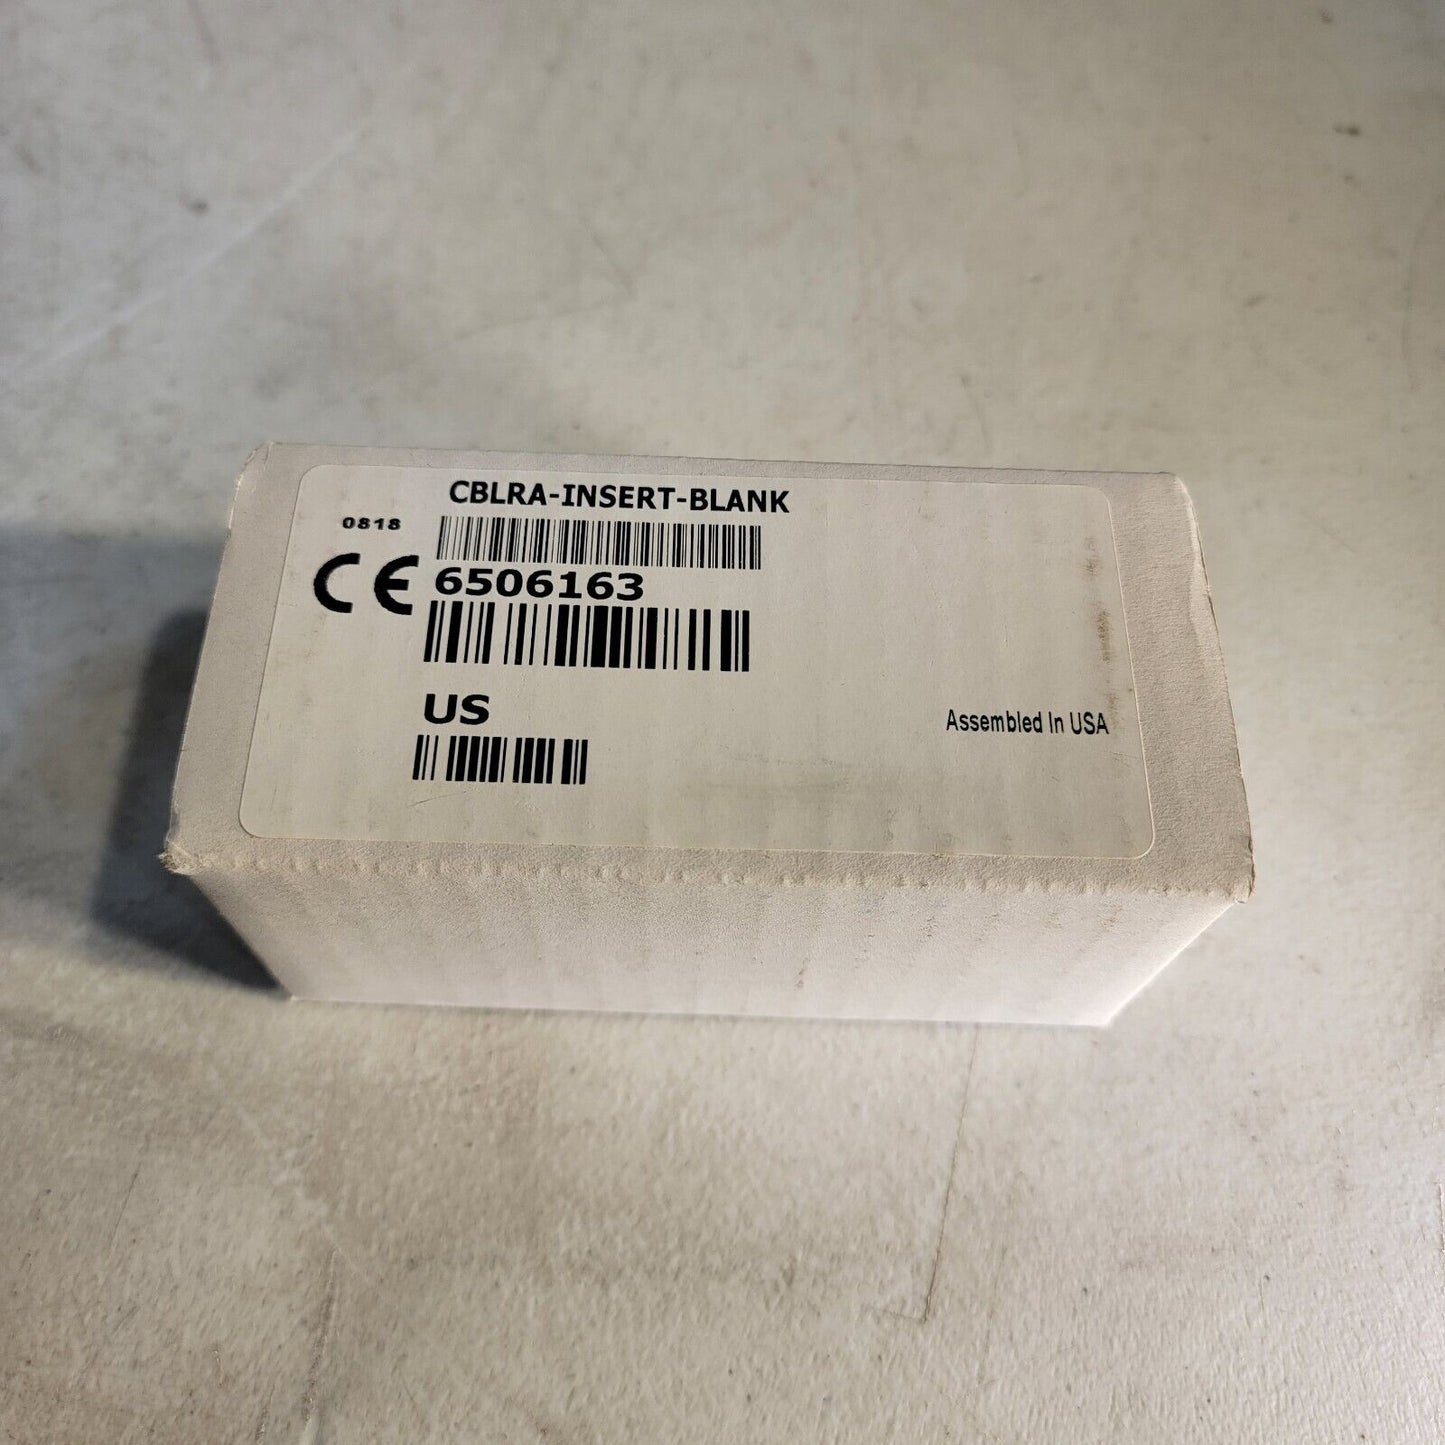 CBLRA-INSERT-BLANK
0818
CE
6506163
US
Assembled In USA